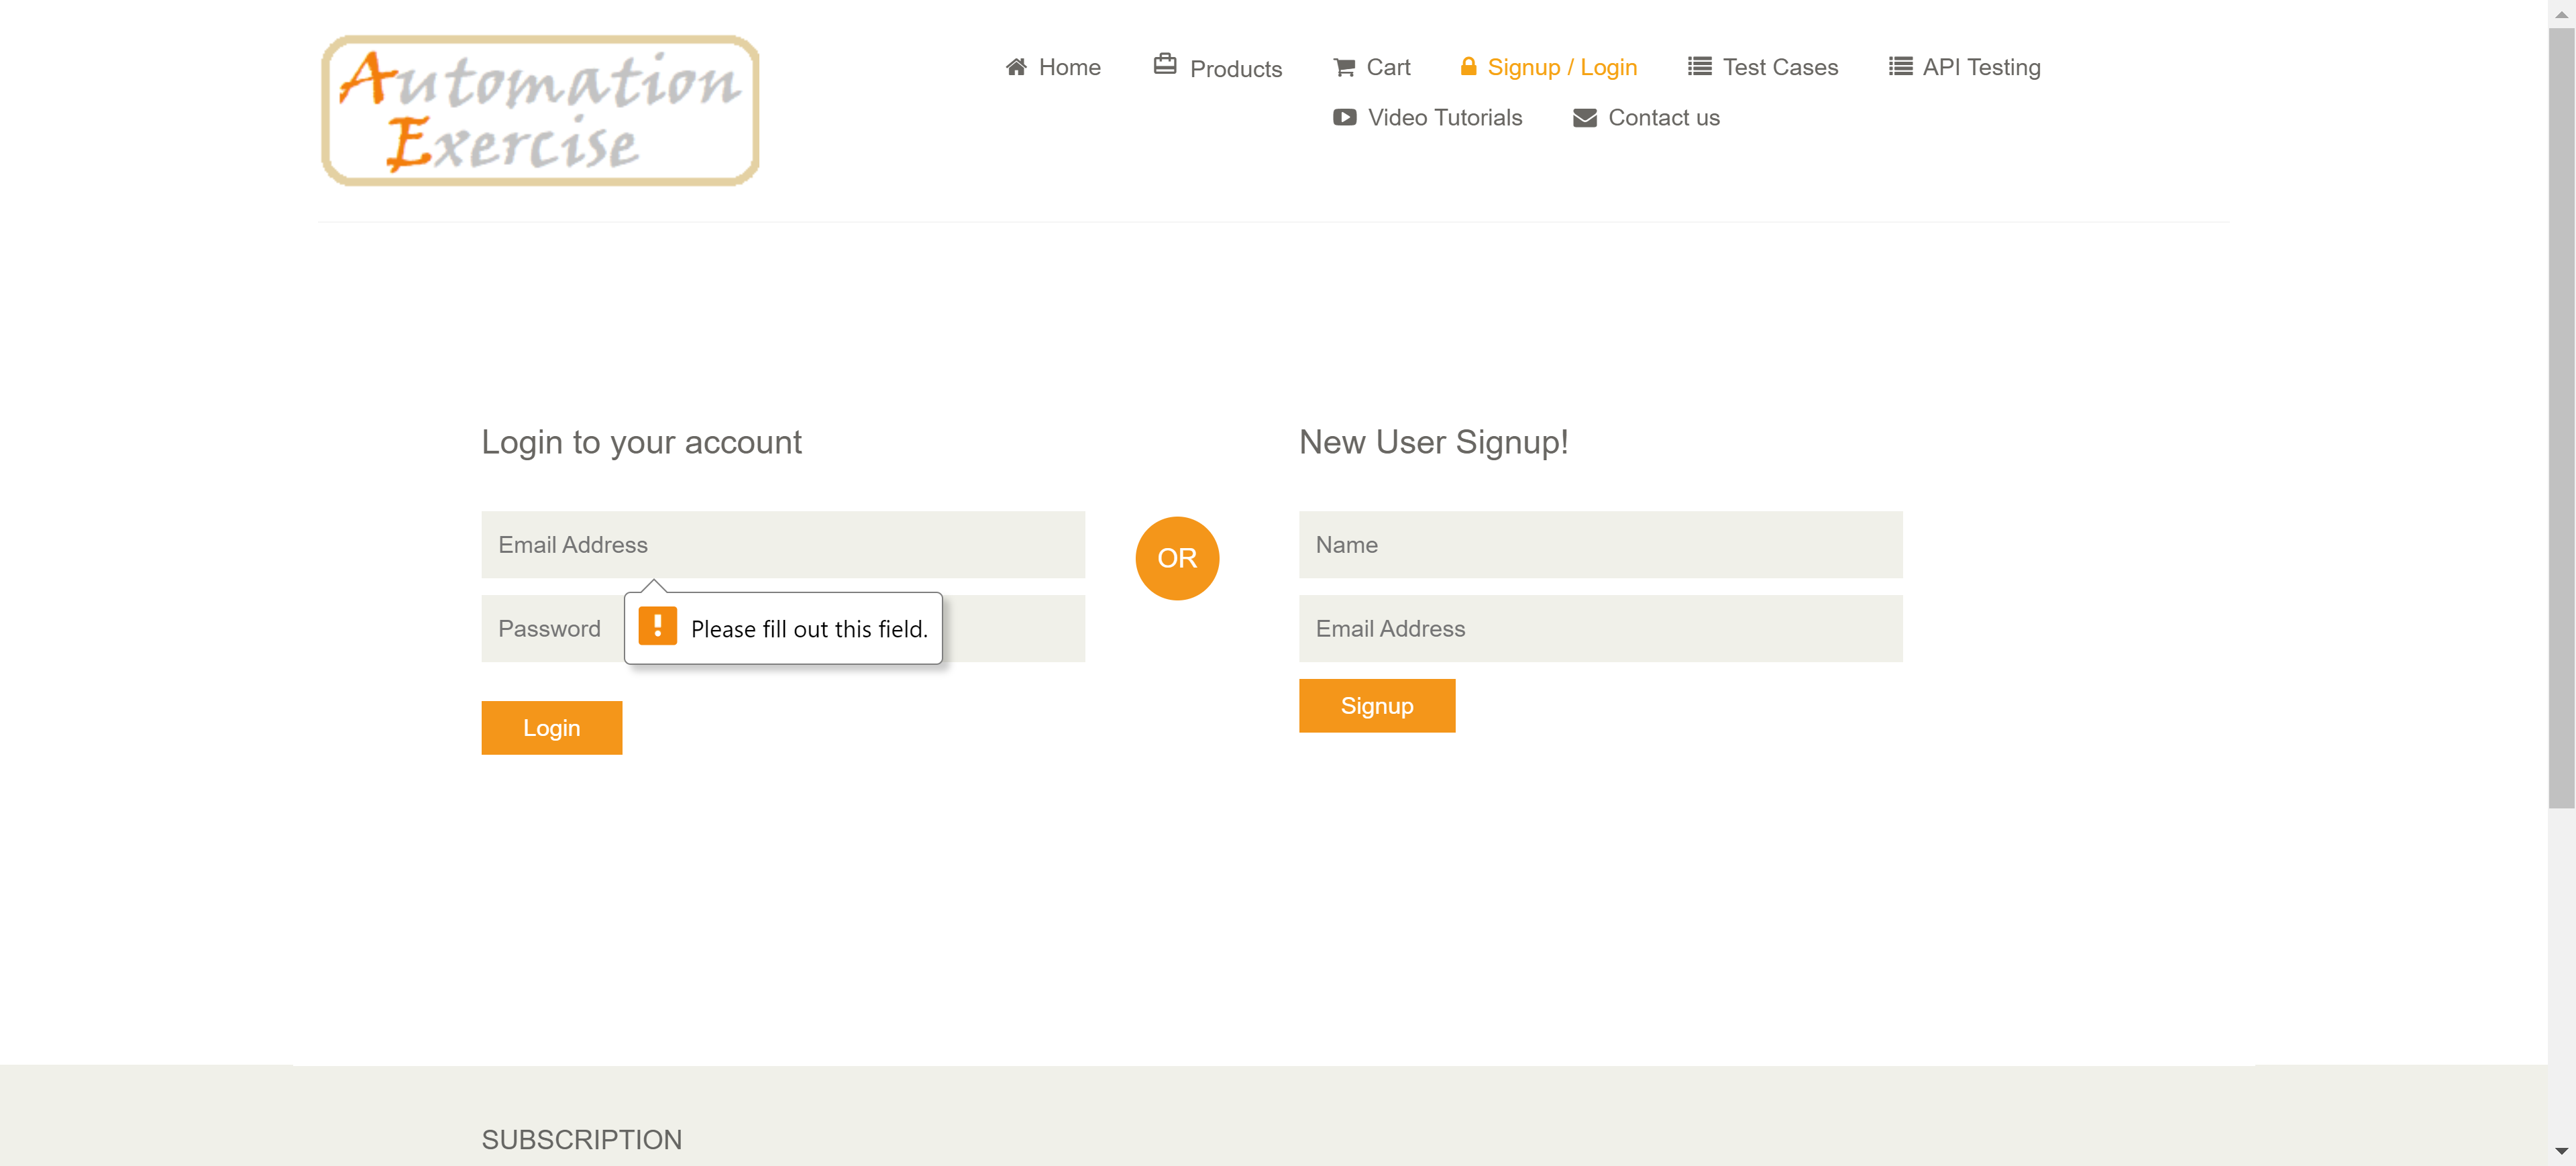 Automation
Exercise
Home
Products
Cart
Signup / Login
Test Cases
API Testing
Video Tutorials
Contact us
Login to your account
Email Address
Password
Please fill out this field.
Login
OR
New User Signup!
Name
Email Address
Signup
SUBSCRIPTION